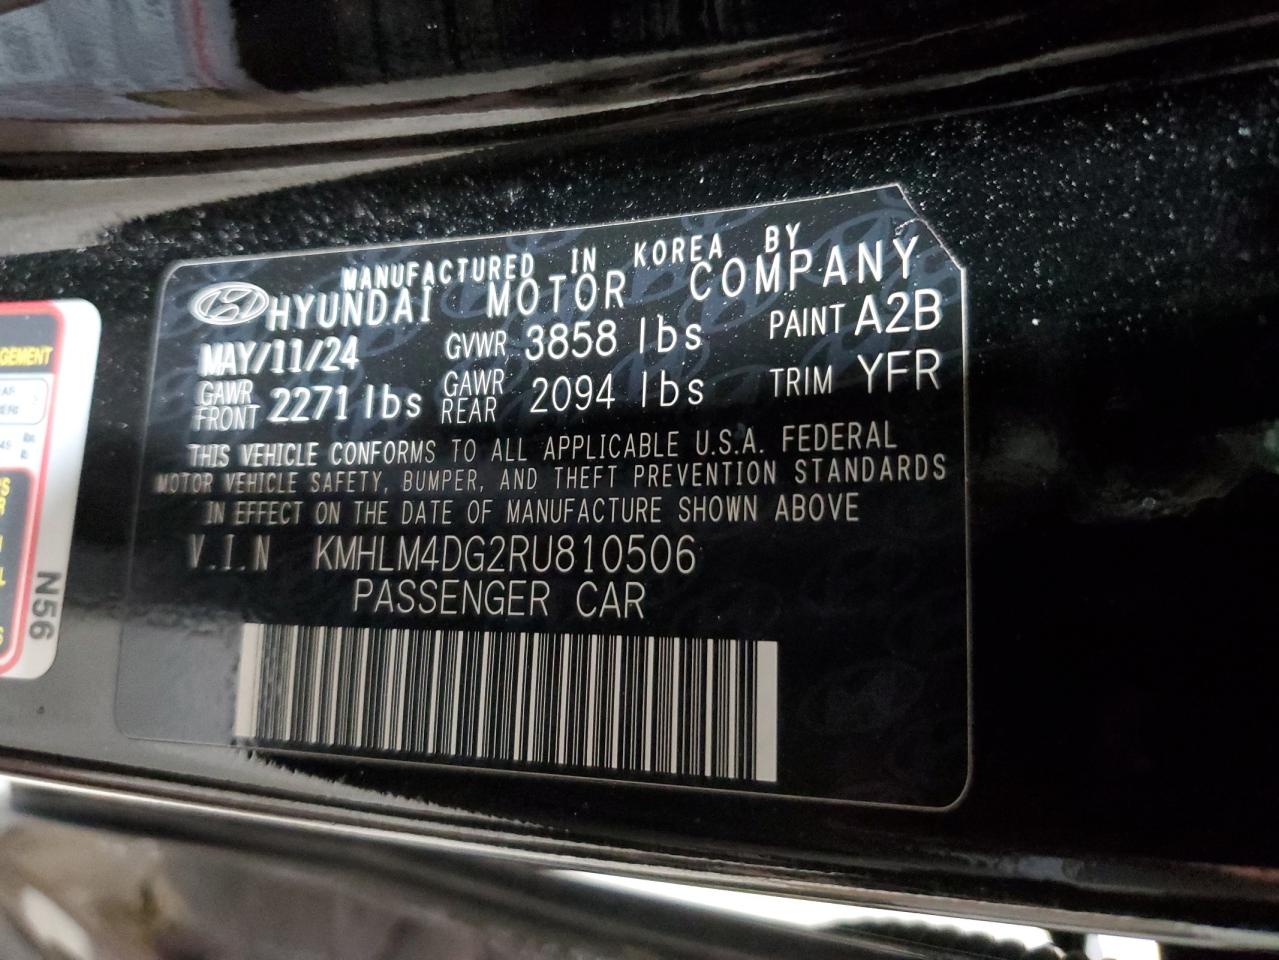 MANUFACTURED IN KOREA BY
HYUNDAI MOTOR COMPANY
MAY/11/24 GVWR 3858 lbs PAINT A2B
GAWR FRONT 2271 lbs GAWR REAR 2094 lbs TRIM YFR
THIS VEHICLE CONFORMS TO ALL APPLICABLE U.S.A. FEDERAL
MOTOR VEHICLE SAFETY, BUMPER, AND THEFT PREVENTION STANDARDS
IN EFFECT ON THE DATE OF MANUFACTURE SHOWN ABOVE
V.I.N KMHLM4DG2RU810506
PASSENGER CAR
N56